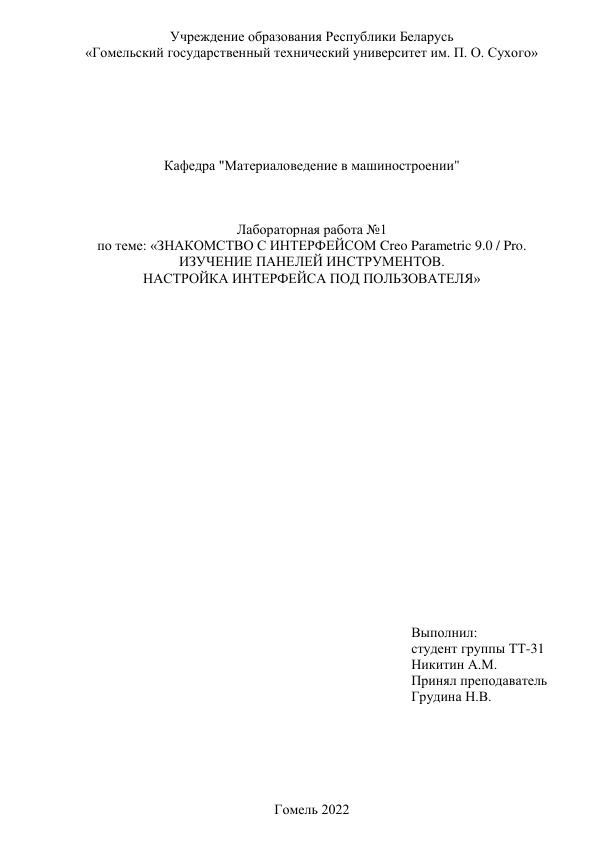 Учреждение образования Республики Беларусь
«Гомельский государственный технический университет им. П. О. Сухого»
Кафедра "Материаловедение в машиностроении"
Лабораторная работа №1
по теме: «ЗНАКОМСТВО С ИНТЕРФЕЙСОМ Creo Parametric 9.0 / Pro.
ИЗУЧЕНИЕ ПАНЕЛЕЙ ИНСТРУМЕНТОВ.
НАСТРОЙКА ИНТЕРФЕЙСА ПОД ПОЛЬЗОВАТЕЛЯ»
Выполнил:
студент группы ТТ-31
Никитин А.М.
Принял преподаватель
Грудина Н.В.
Гомель 2022